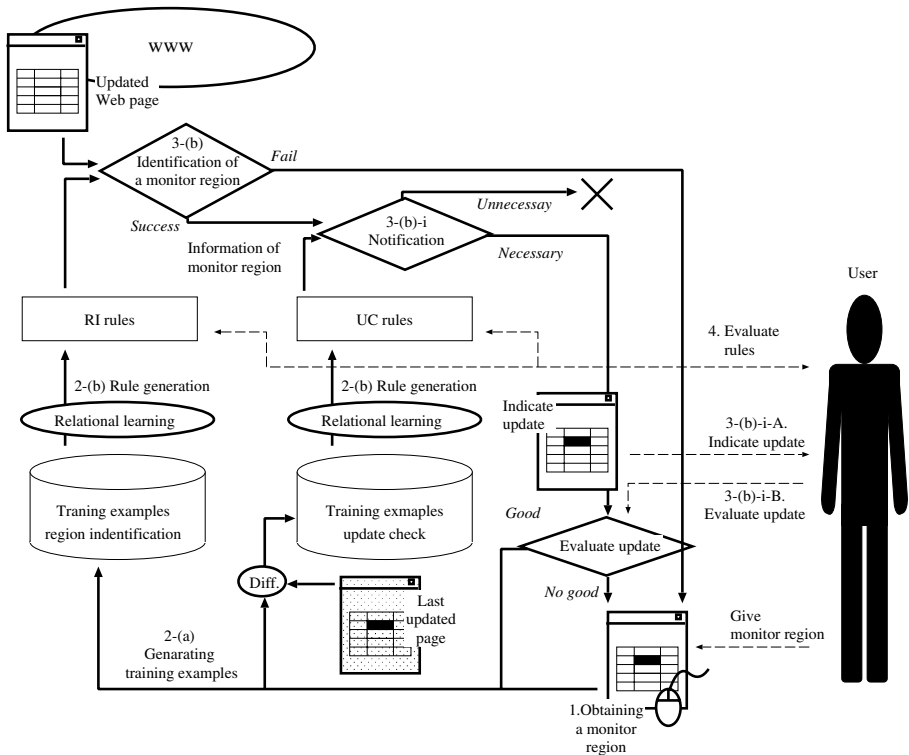 WWW
Updated
Web page
3-(b)
Identification of
a monitor region
Fail
Success
Unnecessay
3-(b)-i
Notification
Necessary
Information of
monitor region
User
RI rules
UC rules
4. Evaluate
rules
2-(b) Rule generation
2-(b) Rule generation
Relational learning
Relational learning
Indicate
update
3-(b)-i-A.
Indicate update
3-(b)-i-B.
Evaluate update
Traning examples
region indentification
Training exmaples
update check
Good
Evaluate update
No good
Diff.
Last
updated
page
Give
monitor region
2-(a)
Genarating
training examples
1.Obtaining
a monitor
region